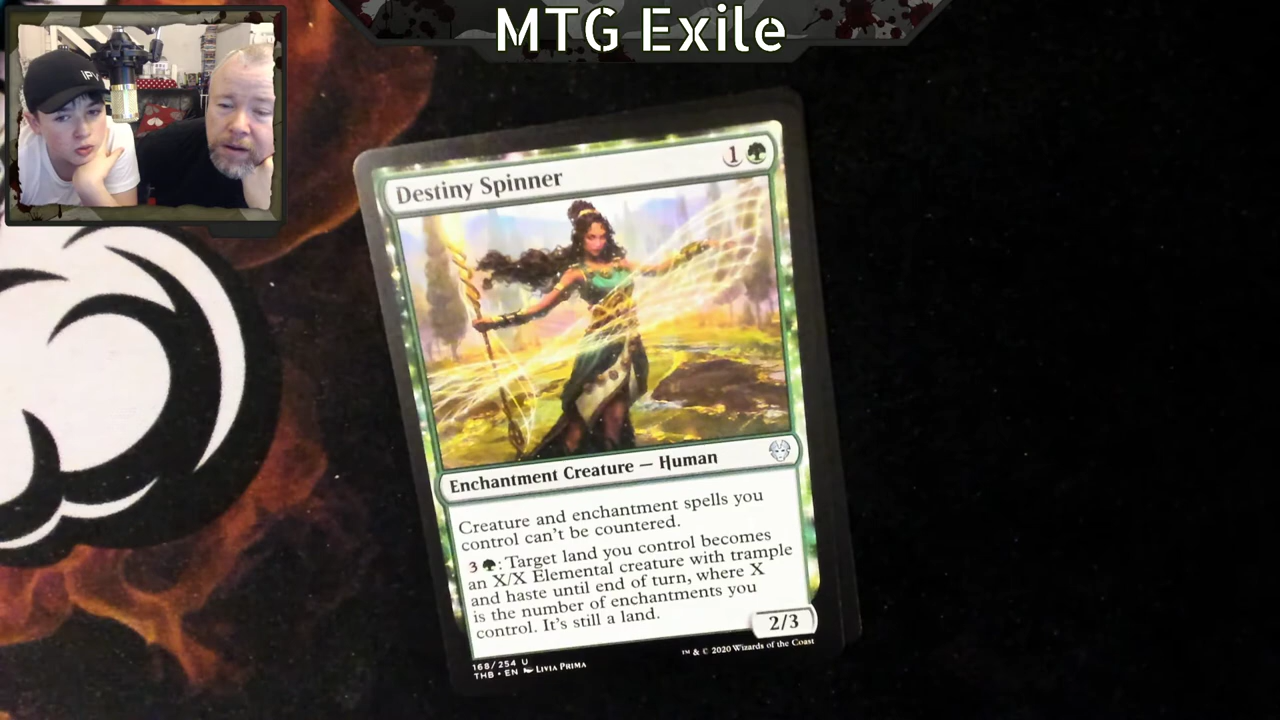 MTG Exile
IPV
Destiny Spinner
1
Enchantment Creature — Human
Creature and enchantment spells you
control can't be countered.
3 : Target land you control becomes
an X/X Elemental creature with trample
and haste until end of turn, where X
is the number of enchantments you
control. It's still a land.
2/3
168/254 U
THB • EN LIVIA PRIMA
™ & © 2020 Wizards of the Coast